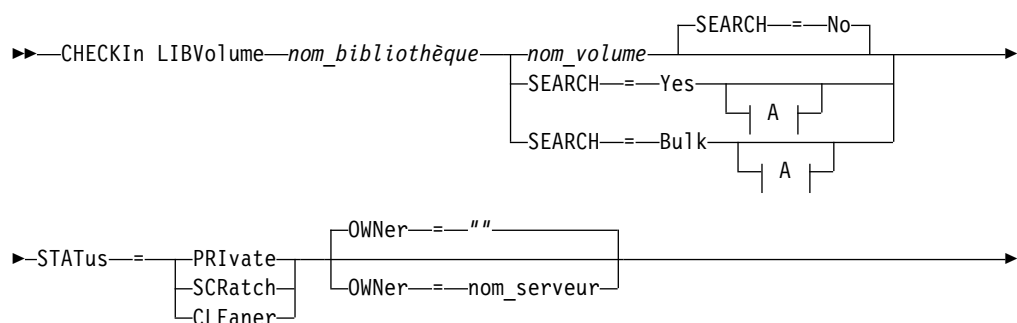 SEARCH = No
CHECKIn LIBVolume nom_bibliothèque nom_volume
SEARCH = Yes
A
SEARCH = Bulk
A
OWNer = ""
STATus = PRIvate
SCRatch OWNer = nom_serveur
CLEaner